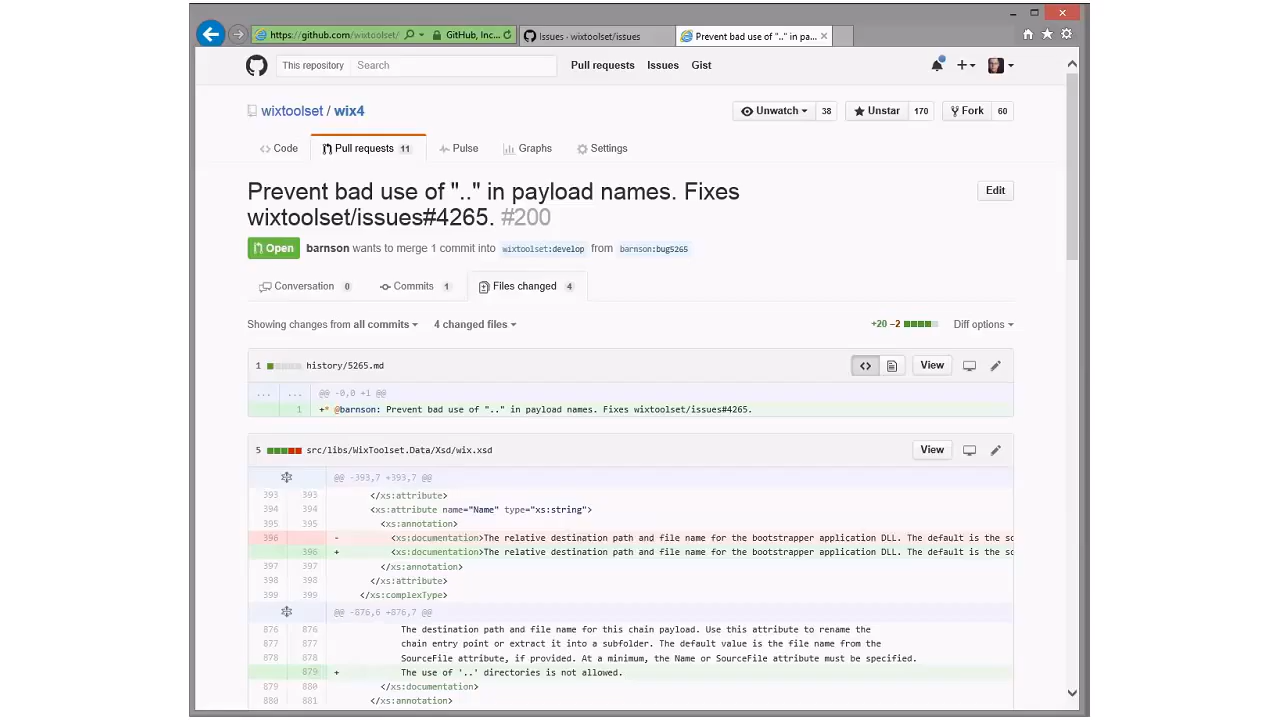 https://github.com/wixtoolset/ GitHub, Inc... Issues · wixtoolset/issues Prevent bad use of ".." in pa...
This repository Search Pull requests Issues Gist
wixtoolset / wix4 Unwatch 38 Unstar 170 Fork 60
Code Pull requests 11 Pulse Graphs Settings
Prevent bad use of ".." in payload names. Fixes Edit
wixtoolset/issues#4265. #200
Open barnson wants to merge 1 commit into wixtoolset:develop from barnson:bug5265
Conversation 0 Commits 1 Files changed 4
Showing changes from all commits 4 changed files +20 −2 Diff options
1 history/5265.md View
... ... @@ -0,0 +1 @@
1 +* @barnson: Prevent bad use of ".." in payload names. Fixes wixtoolset/issues#4265.
5 src/libs/WixToolset.Data/Xsd/wix.xsd View
@@ -393,7 +393,7 @@
393 393 </xs:attribute>
394 394 <xs:attribute name="Name" type="xs:string">
395 395 <xs:annotation>
396 - <xs:documentation>The relative destination path and file name for the bootstrapper application DLL. The default is the
396 + <xs:documentation>The relative destination path and file name for the bootstrapper application DLL. The default is the
397 397 </xs:annotation>
398 398 </xs:attribute>
399 399 </xs:complexType>
@@ -876,6 +876,7 @@
876 876 The destination path and file name for this chain payload. Use this attribute to rename the
877 877 chain entry point or extract it into a subfolder. The default value is the file name from the
878 878 SourceFile attribute, if provided. At a minimum, the Name or SourceFile attribute must be specified.
879 + The use of '..' directories is not allowed.
879 880 </xs:documentation>
880 881 </xs:annotation>